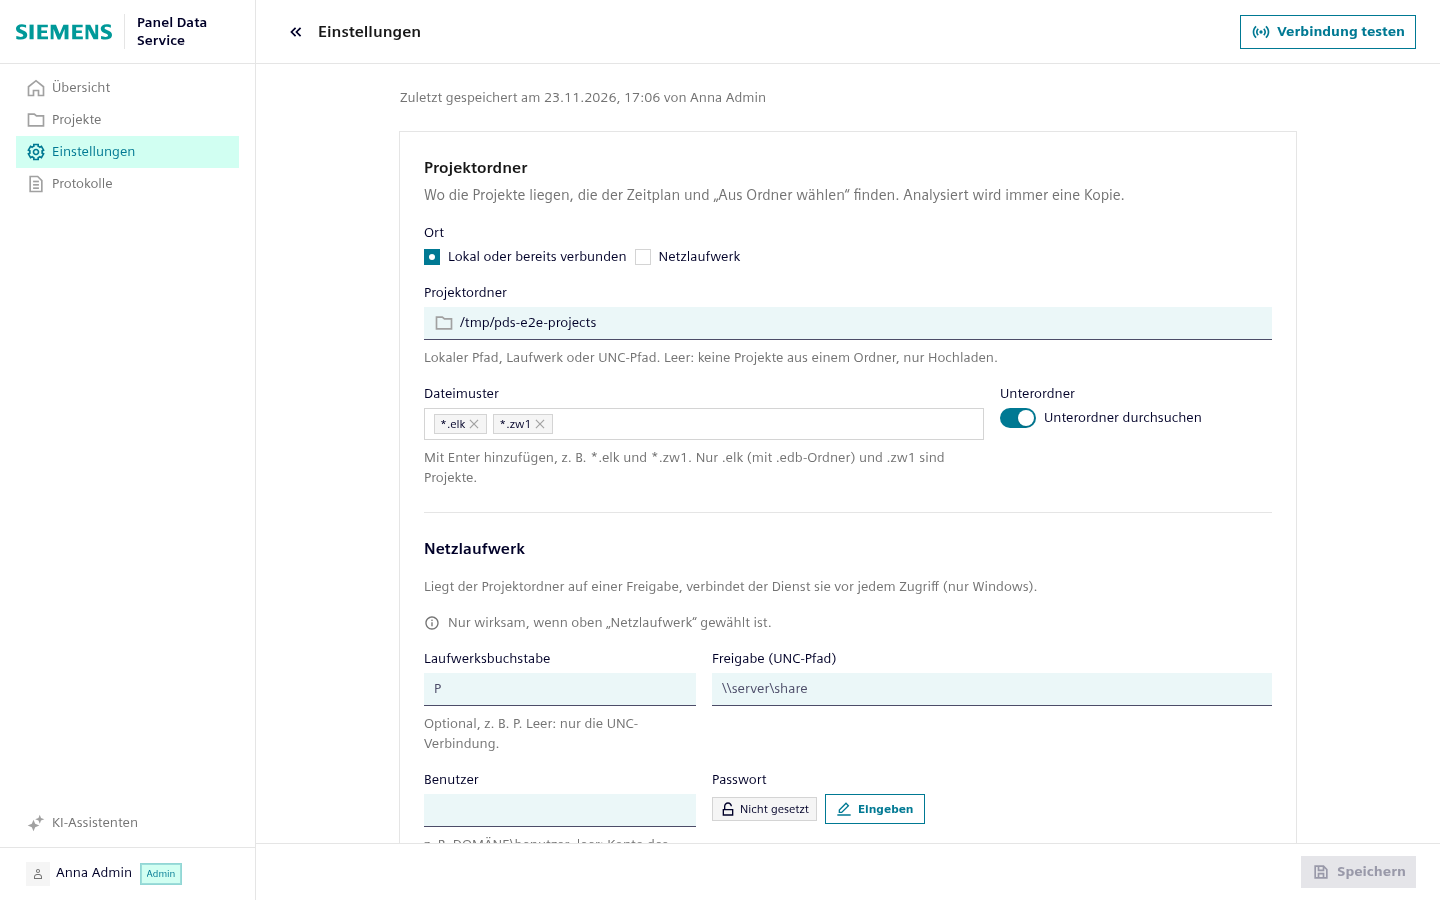 SIEMENS
Panel Data
Service
Einstellungen
Verbindung testen
Übersicht
Projekte
Einstellungen
Protokolle
Zuletzt gespeichert am 23.11.2026, 17:06 von Anna Admin
Projektordner
Wo die Projekte liegen, die der Zeitplan und „Aus Ordner wählen“ finden. Analysiert wird immer eine Kopie.
Ort
Lokal oder bereits verbunden
Netzlaufwerk
Projektordner
/tmp/pds-e2e-projects
Lokaler Pfad, Laufwerk oder UNC-Pfad. Leer: keine Projekte aus einem Ordner, nur Hochladen.
Dateimuster
Unterordner
*.elk
*.zw1
Unterordner durchsuchen
Mit Enter hinzufügen, z. B. *.elk und *.zw1. Nur .elk (mit .edb-Ordner) und .zw1 sind
Projekte.
Netzlaufwerk
Liegt der Projektordner auf einer Freigabe, verbindet der Dienst sie vor jedem Zugriff (nur Windows).
Nur wirksam, wenn oben „Netzlaufwerk“ gewählt ist.
Laufwerksbuchstabe
Freigabe (UNC-Pfad)
P
\\server\share
Optional, z. B. P. Leer: nur die UNC-
Verbindung.
Benutzer
Passwort
Nicht gesetzt
Eingeben
z. B. DOMÄNE\benutzer, leer: Konto des
KI-Assistenten
Anna Admin
Admin
Speichern